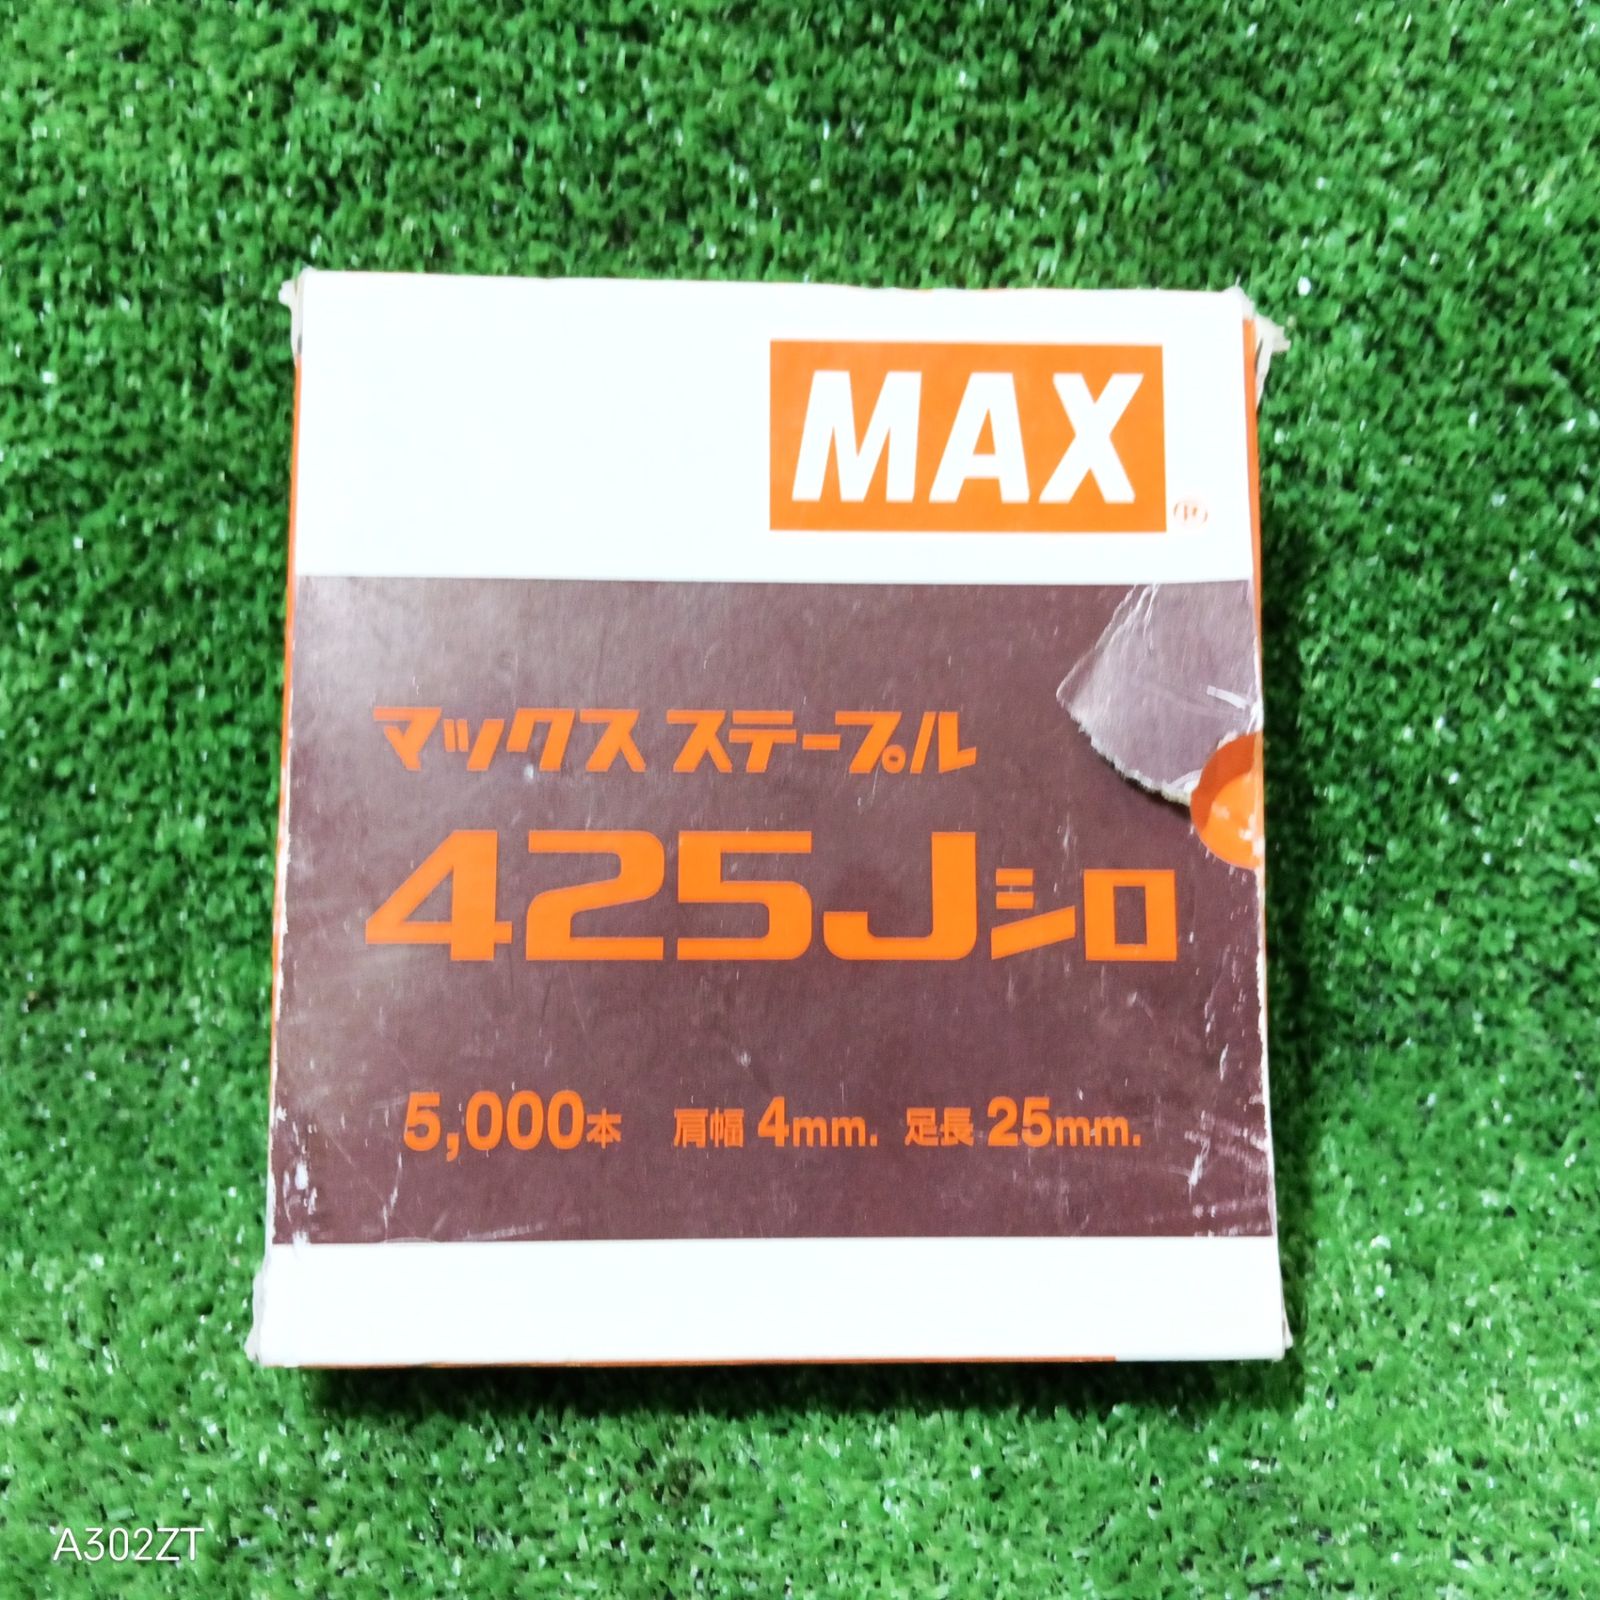 MAX
®
マックス ステープル
425Jシロ
5,000本 肩幅 4mm. 足長 25mm.
A302ZT